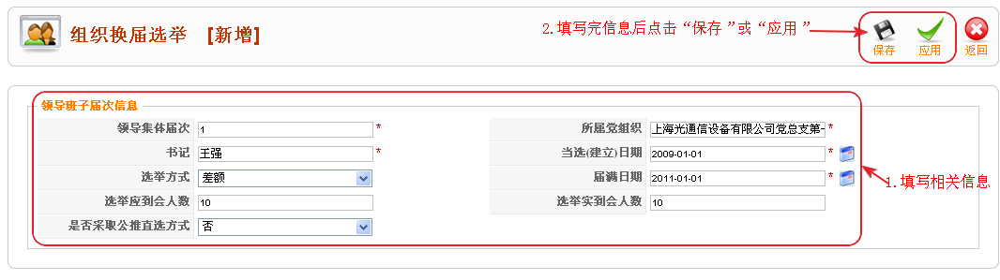 组织换届选举 [新增]
2.填写完信息后点击“保存”或“应用”
保存 应用 返回
领导班子届次信息
领导集体届次 1 * 所属党组织 上海光通信设备有限公司党总支第一 *
书记 王强 * 当选(建立)日期 2009-01-01 *
选举方式 差额 届满日期 2011-01-01 *
1.填写相关信息
选举应到会人数 10 选举实到会人数 10
是否采取公推直选方式 否